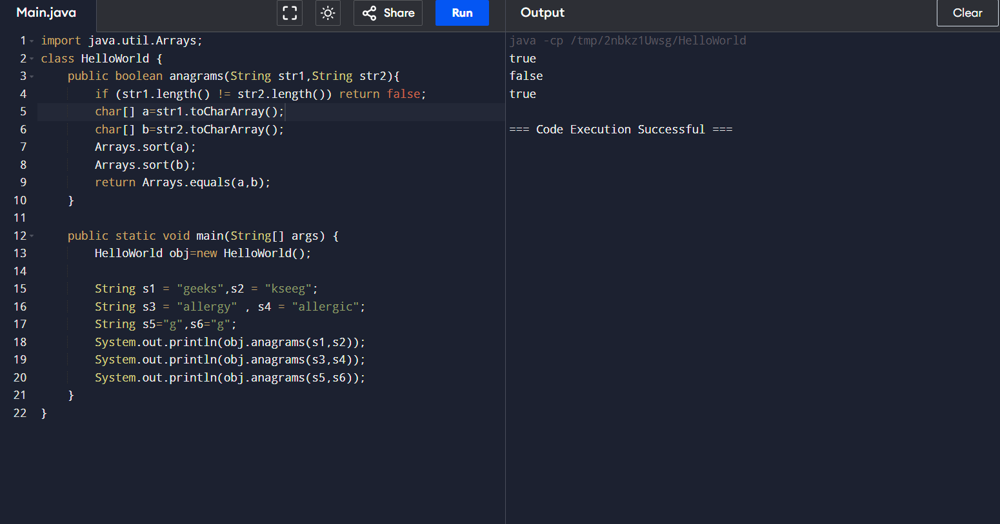 Main.java Share Run Output Clear
1 import java.util.Arrays;
2 class HelloWorld {
3 public boolean anagrams(String str1,String str2){
4 if (str1.length() != str2.length()) return false;
5 char[] a=str1.toCharArray();
6 char[] b=str2.toCharArray();
7 Arrays.sort(a);
8 Arrays.sort(b);
9 return Arrays.equals(a,b);
10 }
11
12 public static void main(String[] args) {
13 HelloWorld obj=new HelloWorld();
14
15 String s1 = "geeks",s2 = "kseeg";
16 String s3 = "allergy" , s4 = "allergic";
17 String s5="g",s6="g";
18 System.out.println(obj.anagrams(s1,s2));
19 System.out.println(obj.anagrams(s3,s4));
20 System.out.println(obj.anagrams(s5,s6));
21 }
22 }
java -cp /tmp/2nbkz1Uwsg/HelloWorld
true
false
true
=== Code Execution Successful ===